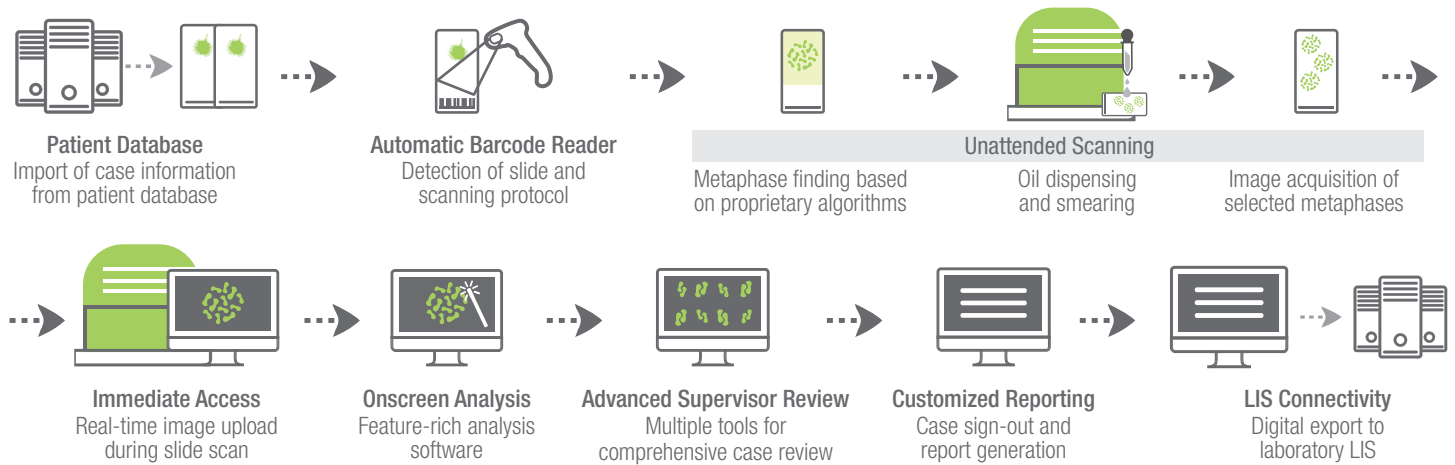 Patient Database
Import of case information
from patient database
Automatic Barcode Reader
Detection of slide and
scanning protocol
Unattended Scanning
Metaphase finding based
on proprietary algorithms
Oil dispensing
and smearing
Image acquisition of
selected metaphases
Immediate Access
Real-time image upload
during slide scan
Onscreen Analysis
Feature-rich analysis
software
Advanced Supervisor Review
Multiple tools for
comprehensive case review
Customized Reporting
Case sign-out and
report generation
LIS Connectivity
Digital export to
laboratory LIS